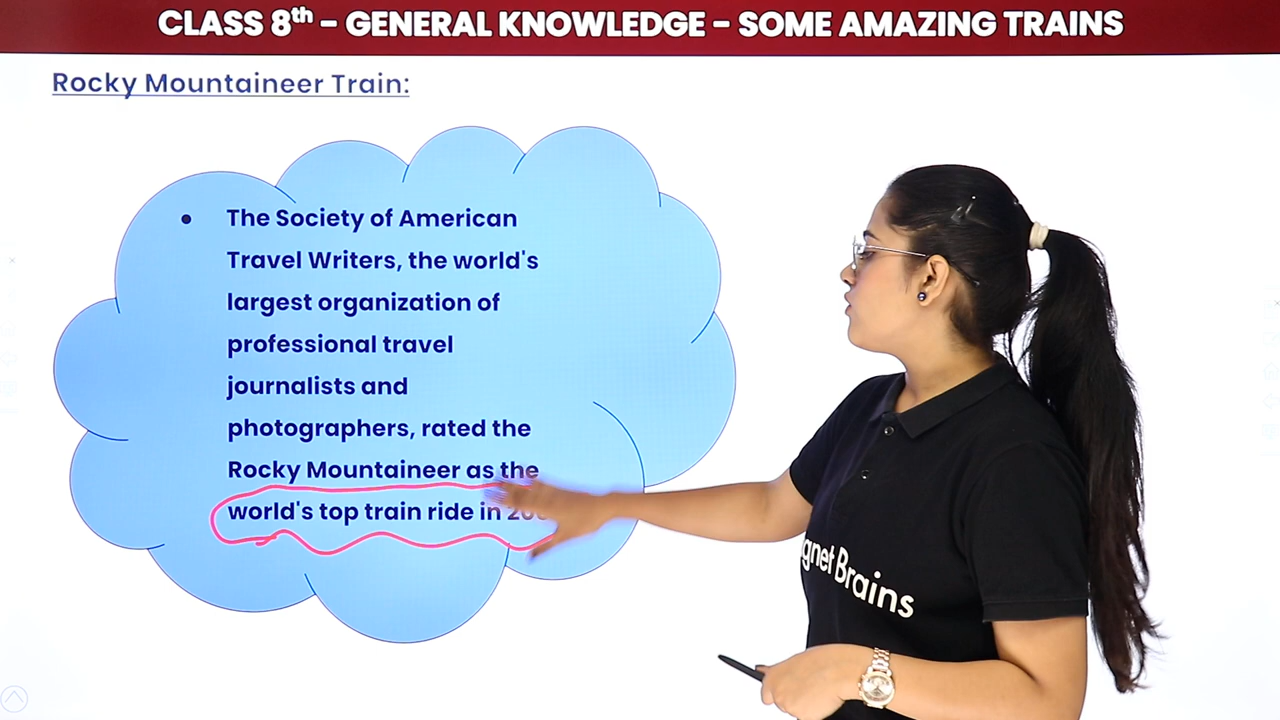 CLASS 8th – GENERAL KNOWLEDGE – SOME AMAZING TRAINS
Rocky Mountaineer Train:
• The Society of American
Travel Writers, the world's
largest organization of
professional travel
journalists and
photographers, rated the
Rocky Mountaineer as the
world's top train ride in
Brains